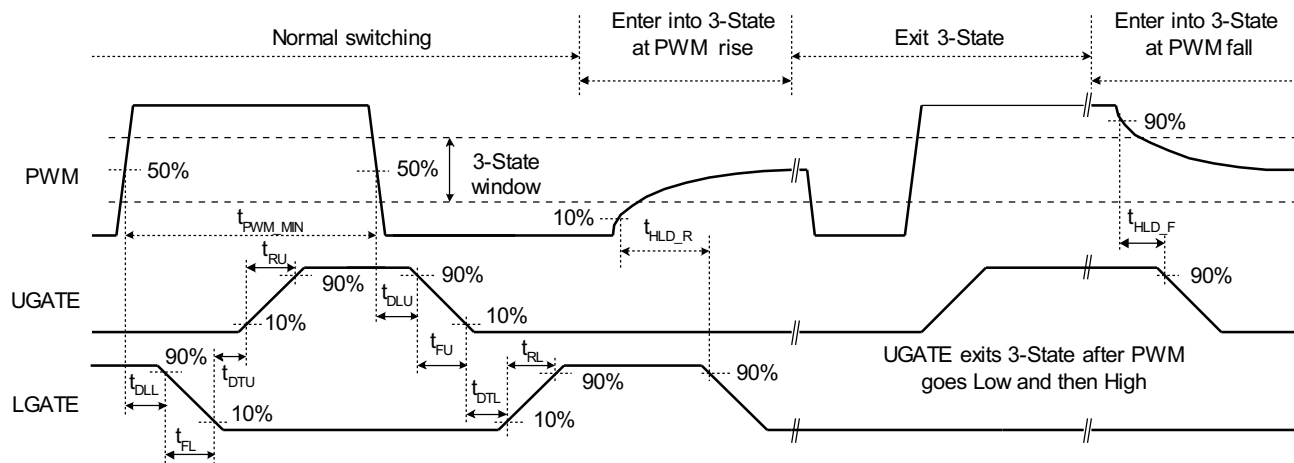 Normal switching
Enter into 3-State
at PWM rise
Exit 3-State
Enter into 3-State
at PWM fall
PWM
50%
50%
3-State
window
10%
90%
tPWM_MIN
tHLD_R
tHLD_F
UGATE
tRU
90%
10%
tDLU
90%
10%
tFU
90%
LGATE
90%
tDTU
tDLL
10%
tFL
tRL
tDTL
90%
10%
90%
UGATE exits 3-State after PWM
goes Low and then High